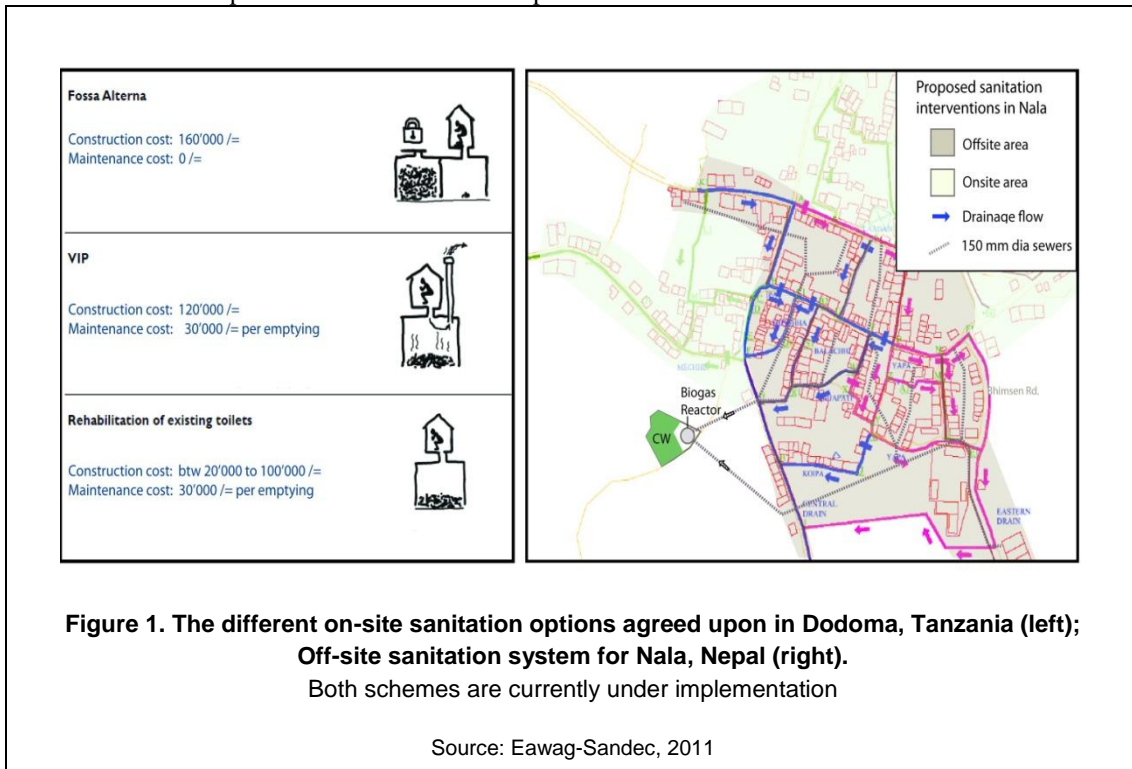 Fossa Alterna
Construction cost: 160'000 /=
Maintenance cost: 0 /=
VIP
Construction cost: 120'000 /=
Maintenance cost: 30'000 /= per emptying
Rehabilitation of existing toilets
Construction cost: btw 20'000 to 100'000 /=
Maintenance cost: 30'000 /= per emptying
Proposed sanitation
interventions in Nala
Offsite area
Onsite area
Drainage flow
150 mm dia sewers
YAPA
Bhimsen Rd.
Biogas
Reactor
CW
KOIPA
CENTRAL
DRAIN
EASTERN
DRAIN
Figure 1. The different on-site sanitation options agreed upon in Dodoma, Tanzania (left);
Off-site sanitation system for Nala, Nepal (right).
Both schemes are currently under implementation
Source: Eawag-Sandec, 2011